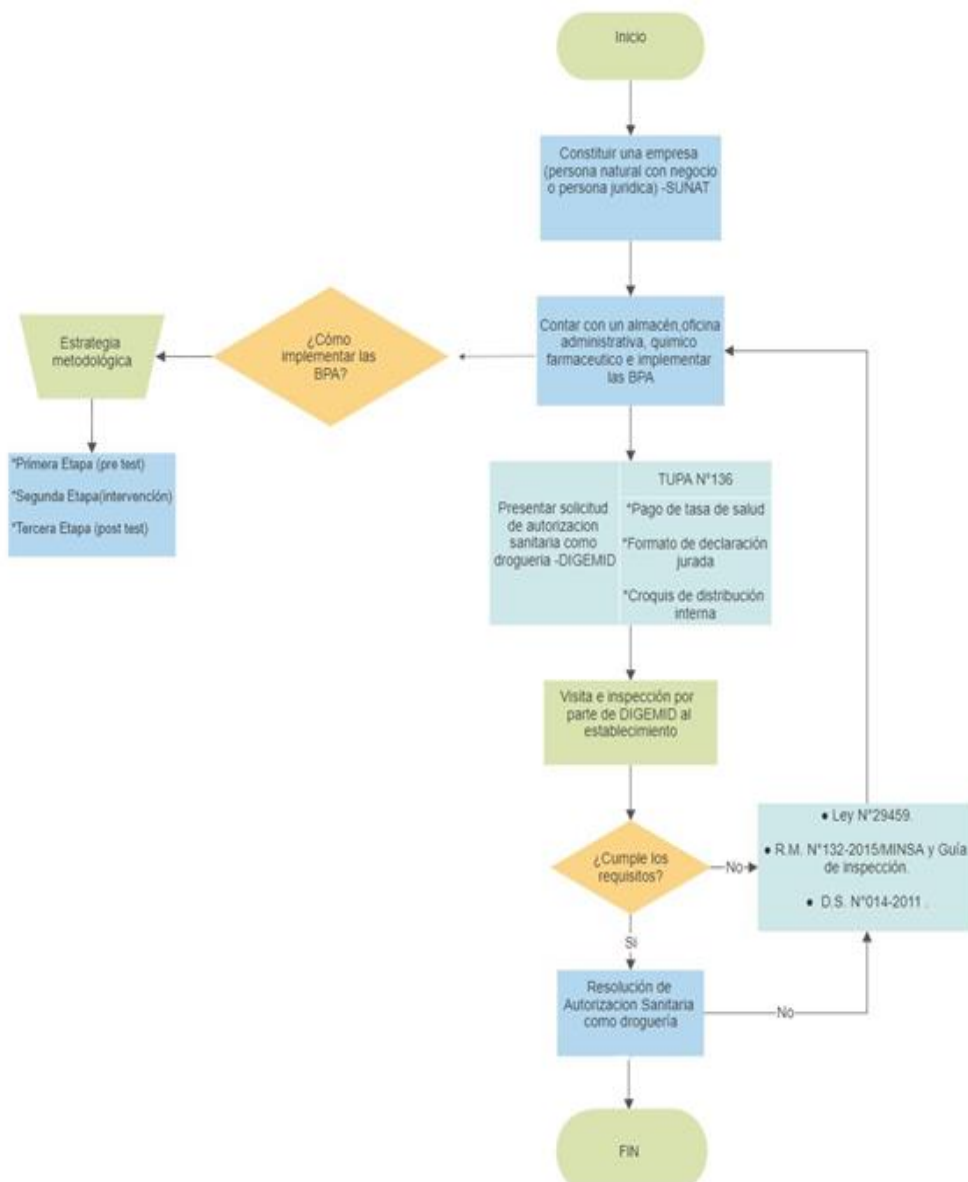 Inicio
Constituir una empresa
(persona natural con negocio
o persona juridica) -SUNAT
Contar con un almacén,oficina
administrativa, químico
farmaceutico e implementar
las BPA
¿Cómo
implementar las
BPA?
Estrategia
metodológica
*Primera Etapa (pre test)
*Segunda Etapa(intervención)
*Tercera Etapa (post test)
Presentar solicitud
de autorizacion
sanitaria como
drogueria -DIGEMID
TUPA N°136
*Pago de tasa de salud
*Formato de declaración
jurada
*Croquis de distribución
interna
Visita e inspección por
parte de DIGEMID al
establecimiento
¿Cumple los
requisitos?
No
● Ley N°29459.
● R.M. N°132-2015/MINSA y Guía
de inspección.
● D.S. N°014-2011 .
Si
Resolución de
Autorizacion Sanitaria
como droguería
No
FIN